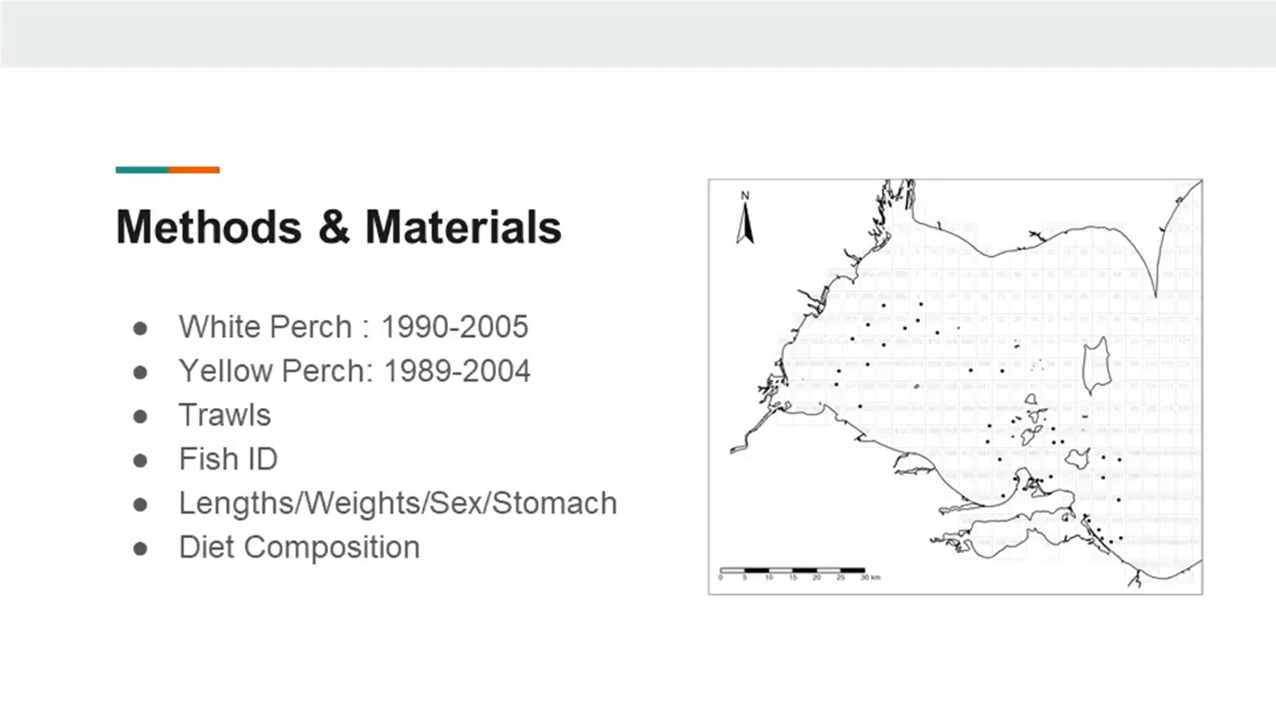 Methods & Materials
● White Perch : 1990-2005
● Yellow Perch: 1989-2004
● Trawls
● Fish ID
● Lengths/Weights/Sex/Stomach
● Diet Composition
N
0 5 10 15 20 25 30 km